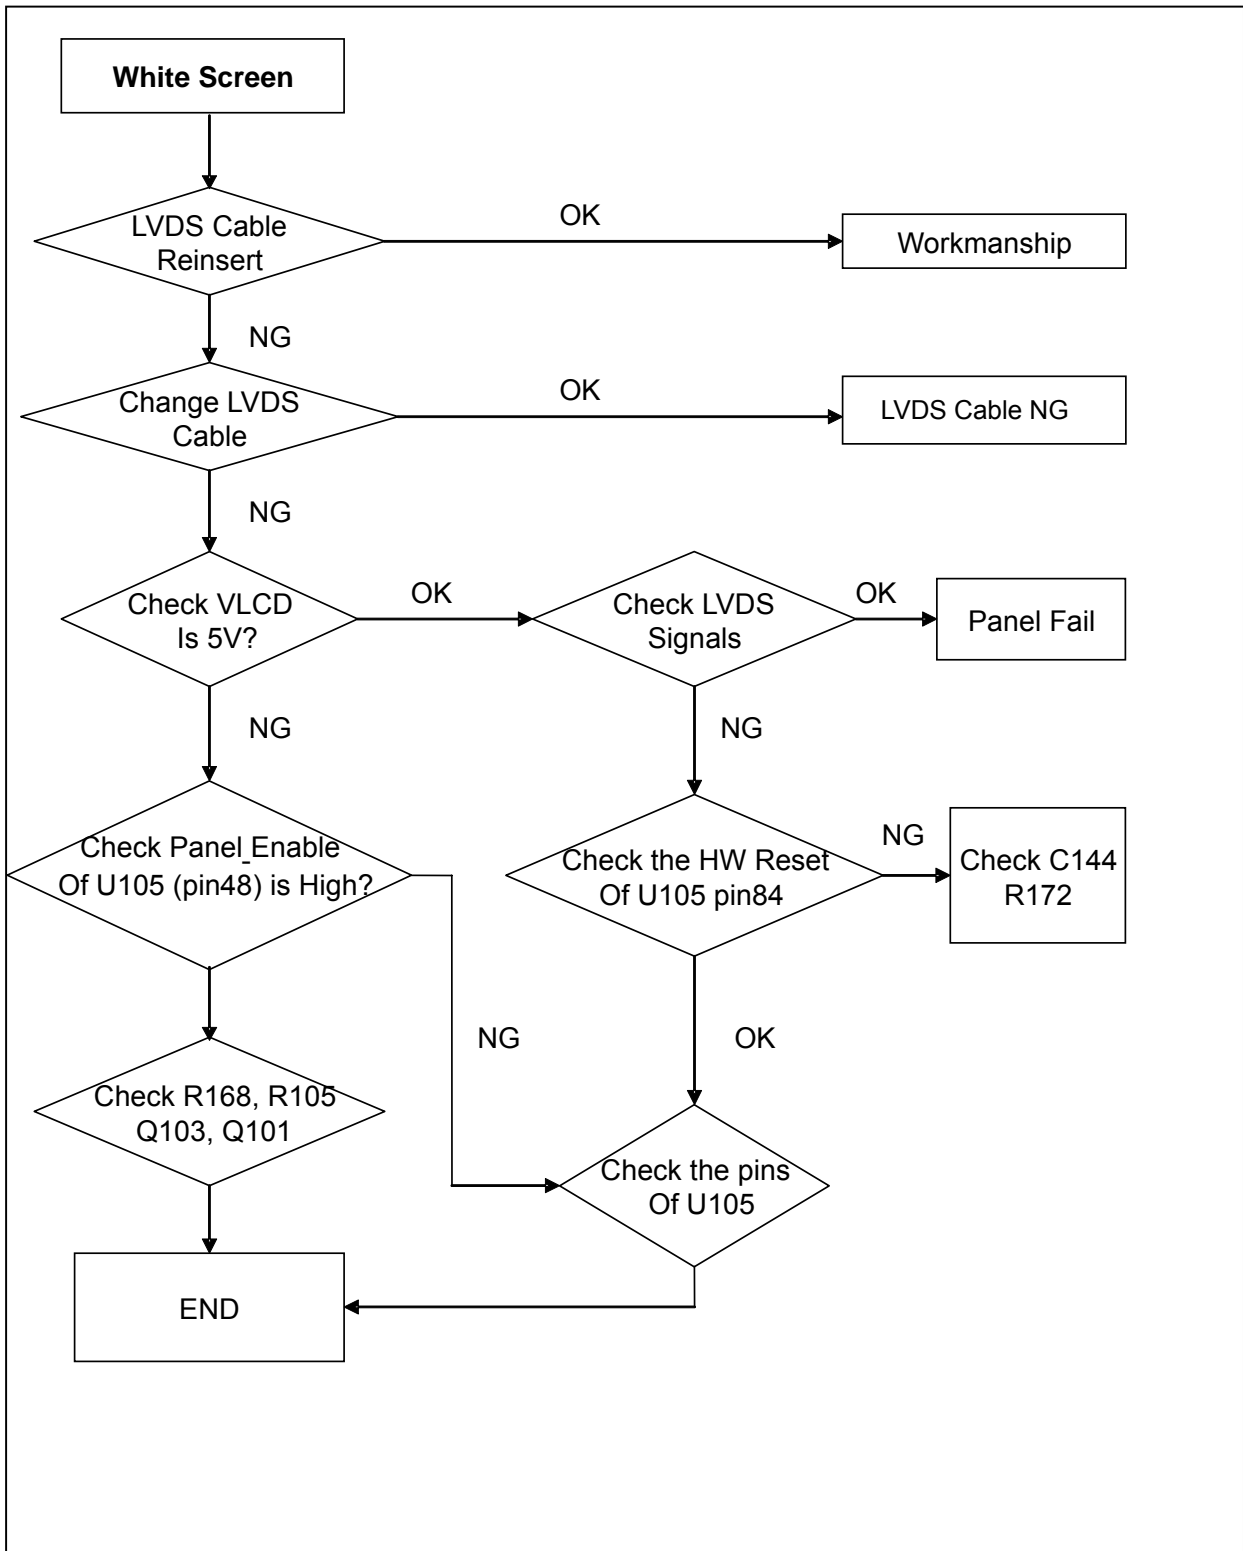 White Screen
LVDS Cable
Reinsert
OK
Workmanship
NG
Change LVDS
Cable
OK
LVDS Cable NG
NG
Check VLCD
Is 5V?
OK
Check LVDS
Signals
OK
Panel Fail
NG
NG
Check Panel_Enable
Of U105 (pin48) is High?
Check the HW Reset
Of U105 pin84
NG
Check C144
R172
NG
OK
Check R168, R105
Q103, Q101
Check the pins
Of U105
END